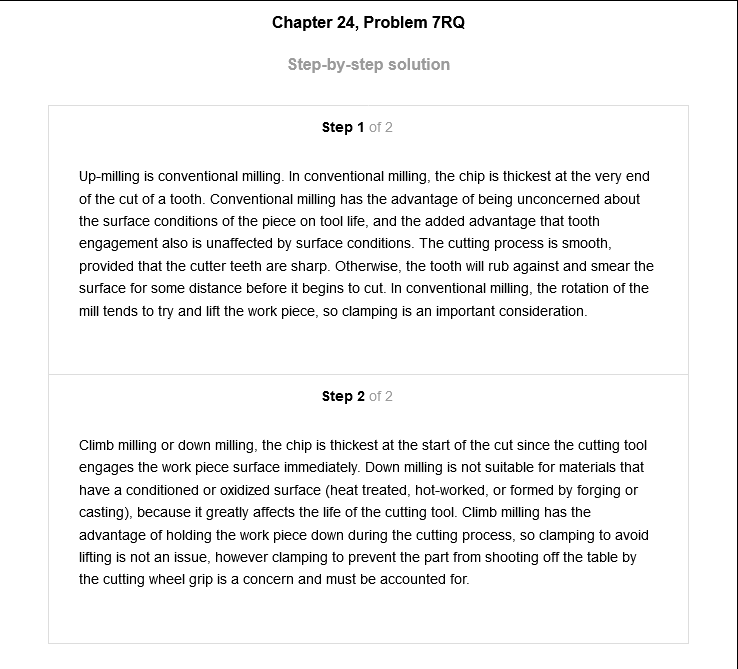 Chapter 24, Problem 7RQ
Step-by-step solution
Step 1 of 2
Up-milling is conventional milling. In conventional milling, the chip is thickest at the very end
of the cut of a tooth. Conventional milling has the advantage of being unconcerned about
the surface conditions of the piece on tool life, and the added advantage that tooth
engagement also is unaffected by surface conditions. The cutting process is smooth,
provided that the cutter teeth are sharp. Otherwise, the tooth will rub against and smear the
surface for some distance before it begins to cut. In conventional milling, the rotation of the
mill tends to try and lift the work piece, so clamping is an important consideration.
Step 2 of 2
Climb milling or down milling, the chip is thickest at the start of the cut since the cutting tool
engages the work piece surface immediately. Down milling is not suitable for materials that
have a conditioned or oxidized surface (heat treated, hot-worked, or formed by forging or
casting), because it greatly affects the life of the cutting tool. Climb milling has the
advantage of holding the work piece down during the cutting process, so clamping to avoid
lifting is not an issue, however clamping to prevent the part from shooting off the table by
the cutting wheel grip is a concern and must be accounted for.